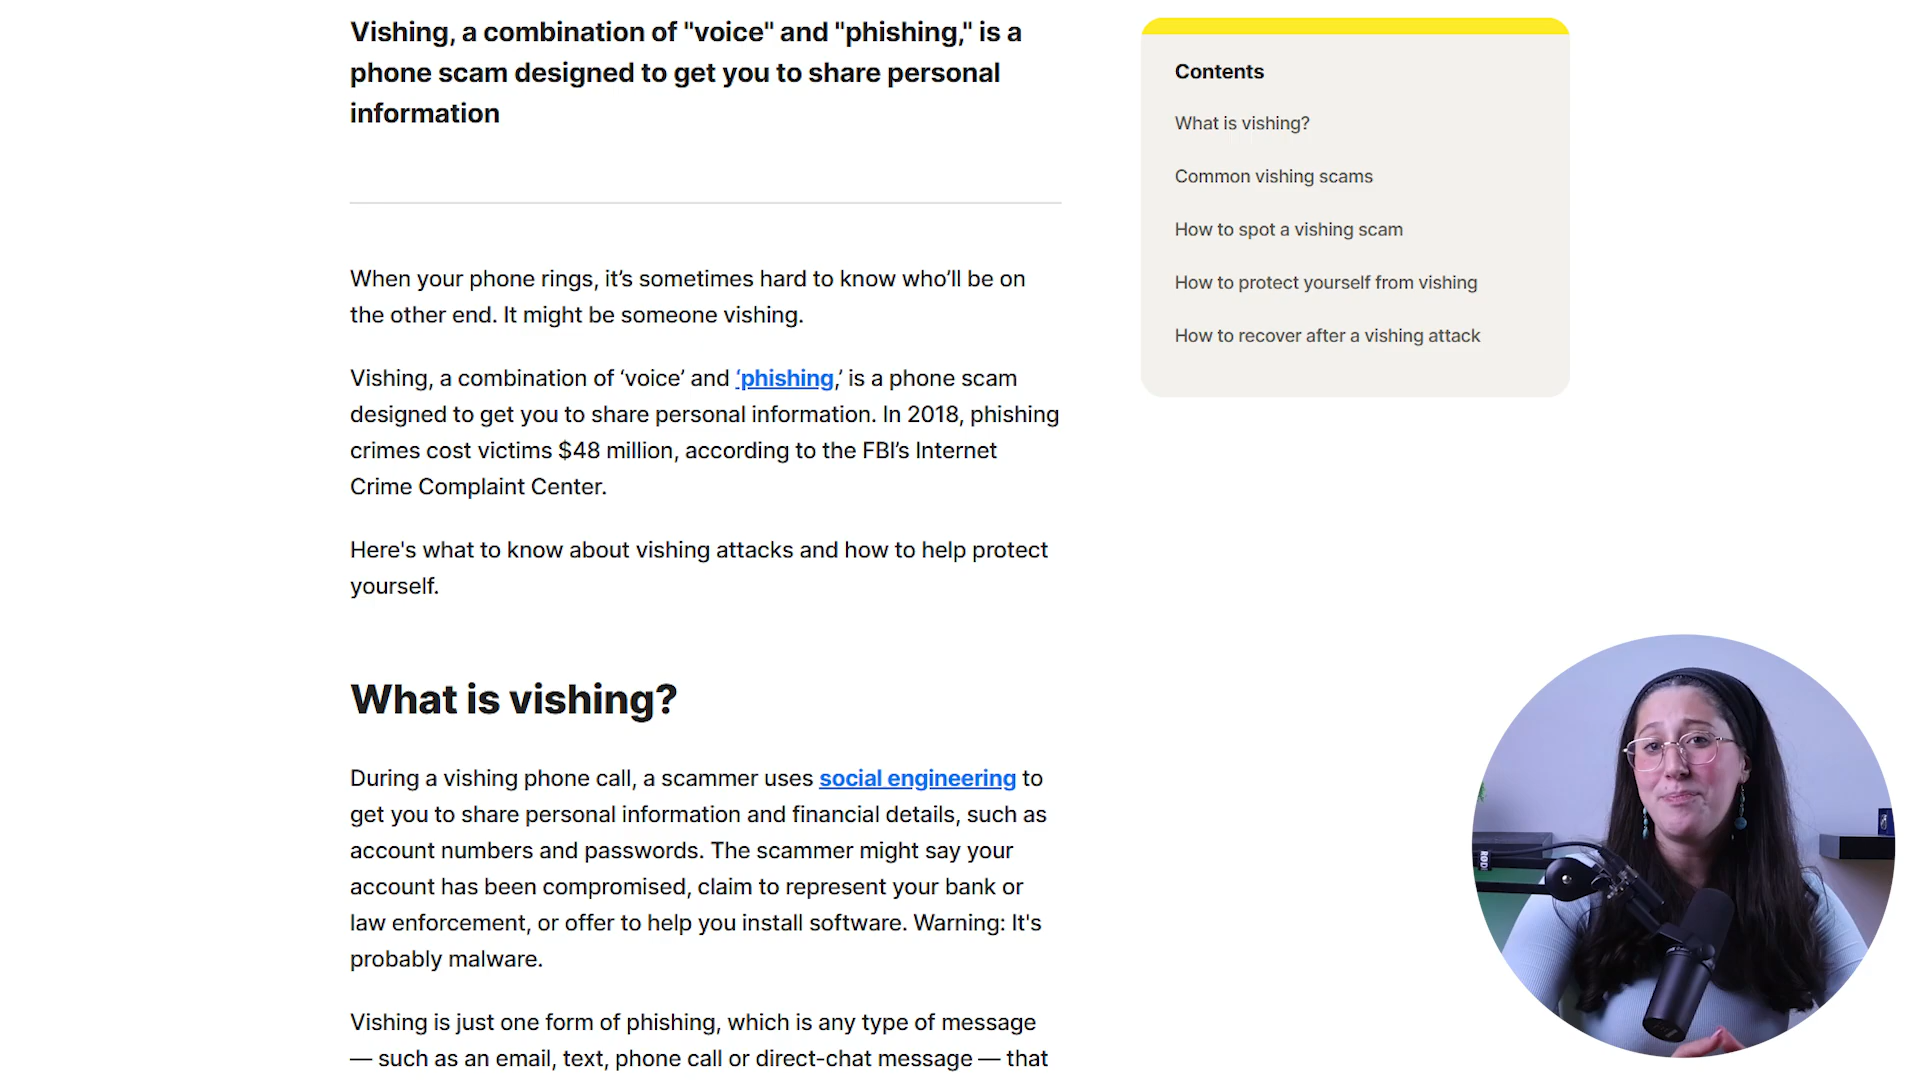 Vishing, a combination of "voice" and "phishing," is a
phone scam designed to get you to share personal
information
When your phone rings, it’s sometimes hard to know who’ll be on
the other end. It might be someone vishing.
Vishing, a combination of ‘voice’ and ‘phishing,’ is a phone scam
designed to get you to share personal information. In 2018, phishing
crimes cost victims $48 million, according to the FBI’s Internet
Crime Complaint Center.
Here's what to know about vishing attacks and how to help protect
yourself.
What is vishing?
During a vishing phone call, a scammer uses social engineering to
get you to share personal information and financial details, such as
account numbers and passwords. The scammer might say your
account has been compromised, claim to represent your bank or
law enforcement, or offer to help you install software. Warning: It's
probably malware.
Vishing is just one form of phishing, which is any type of message
— such as an email, text, phone call or direct-chat message — that
Contents
What is vishing?
Common vishing scams
How to spot a vishing scam
How to protect yourself from vishing
How to recover after a vishing attack